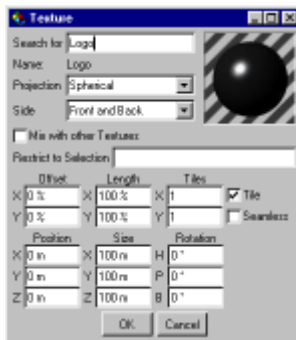 Texture
Search for Logo
Name: Logo
Projection Spherical
Side Front and Back
Mix with other Textures
Restrict to Selection
Offset Length Tiles
X 0 % X 100 % X 1 Tile
Y 0 % Y 100 % Y 1 Seamless
Position Size Rotation
X 0 m X 100 m H 0 °
Y 0 m Y 100 m P 0 °
Z 0 m Z 100 m B 0 °
OK Cancel